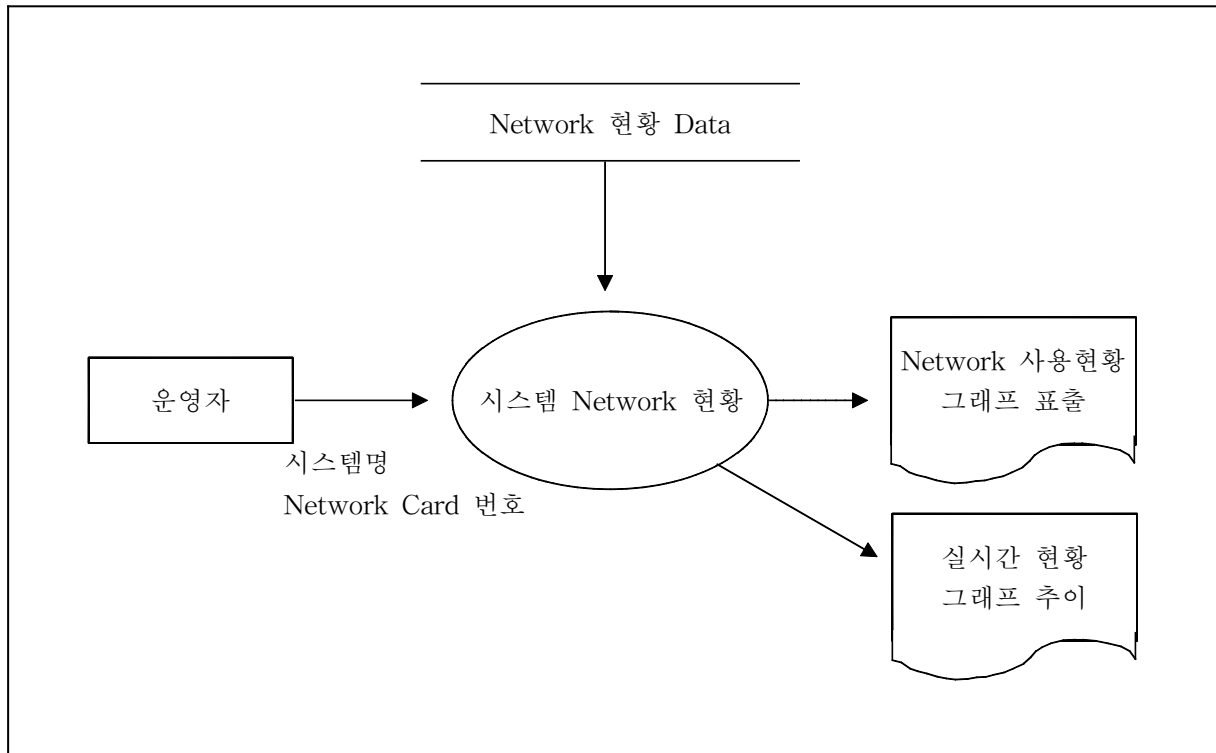 Network 현황 Data
운영자
시스템명
Network Card 번호
시스템 Network 현황
Network 사용현황
그래프 표출
실시간 현황
그래프 추이